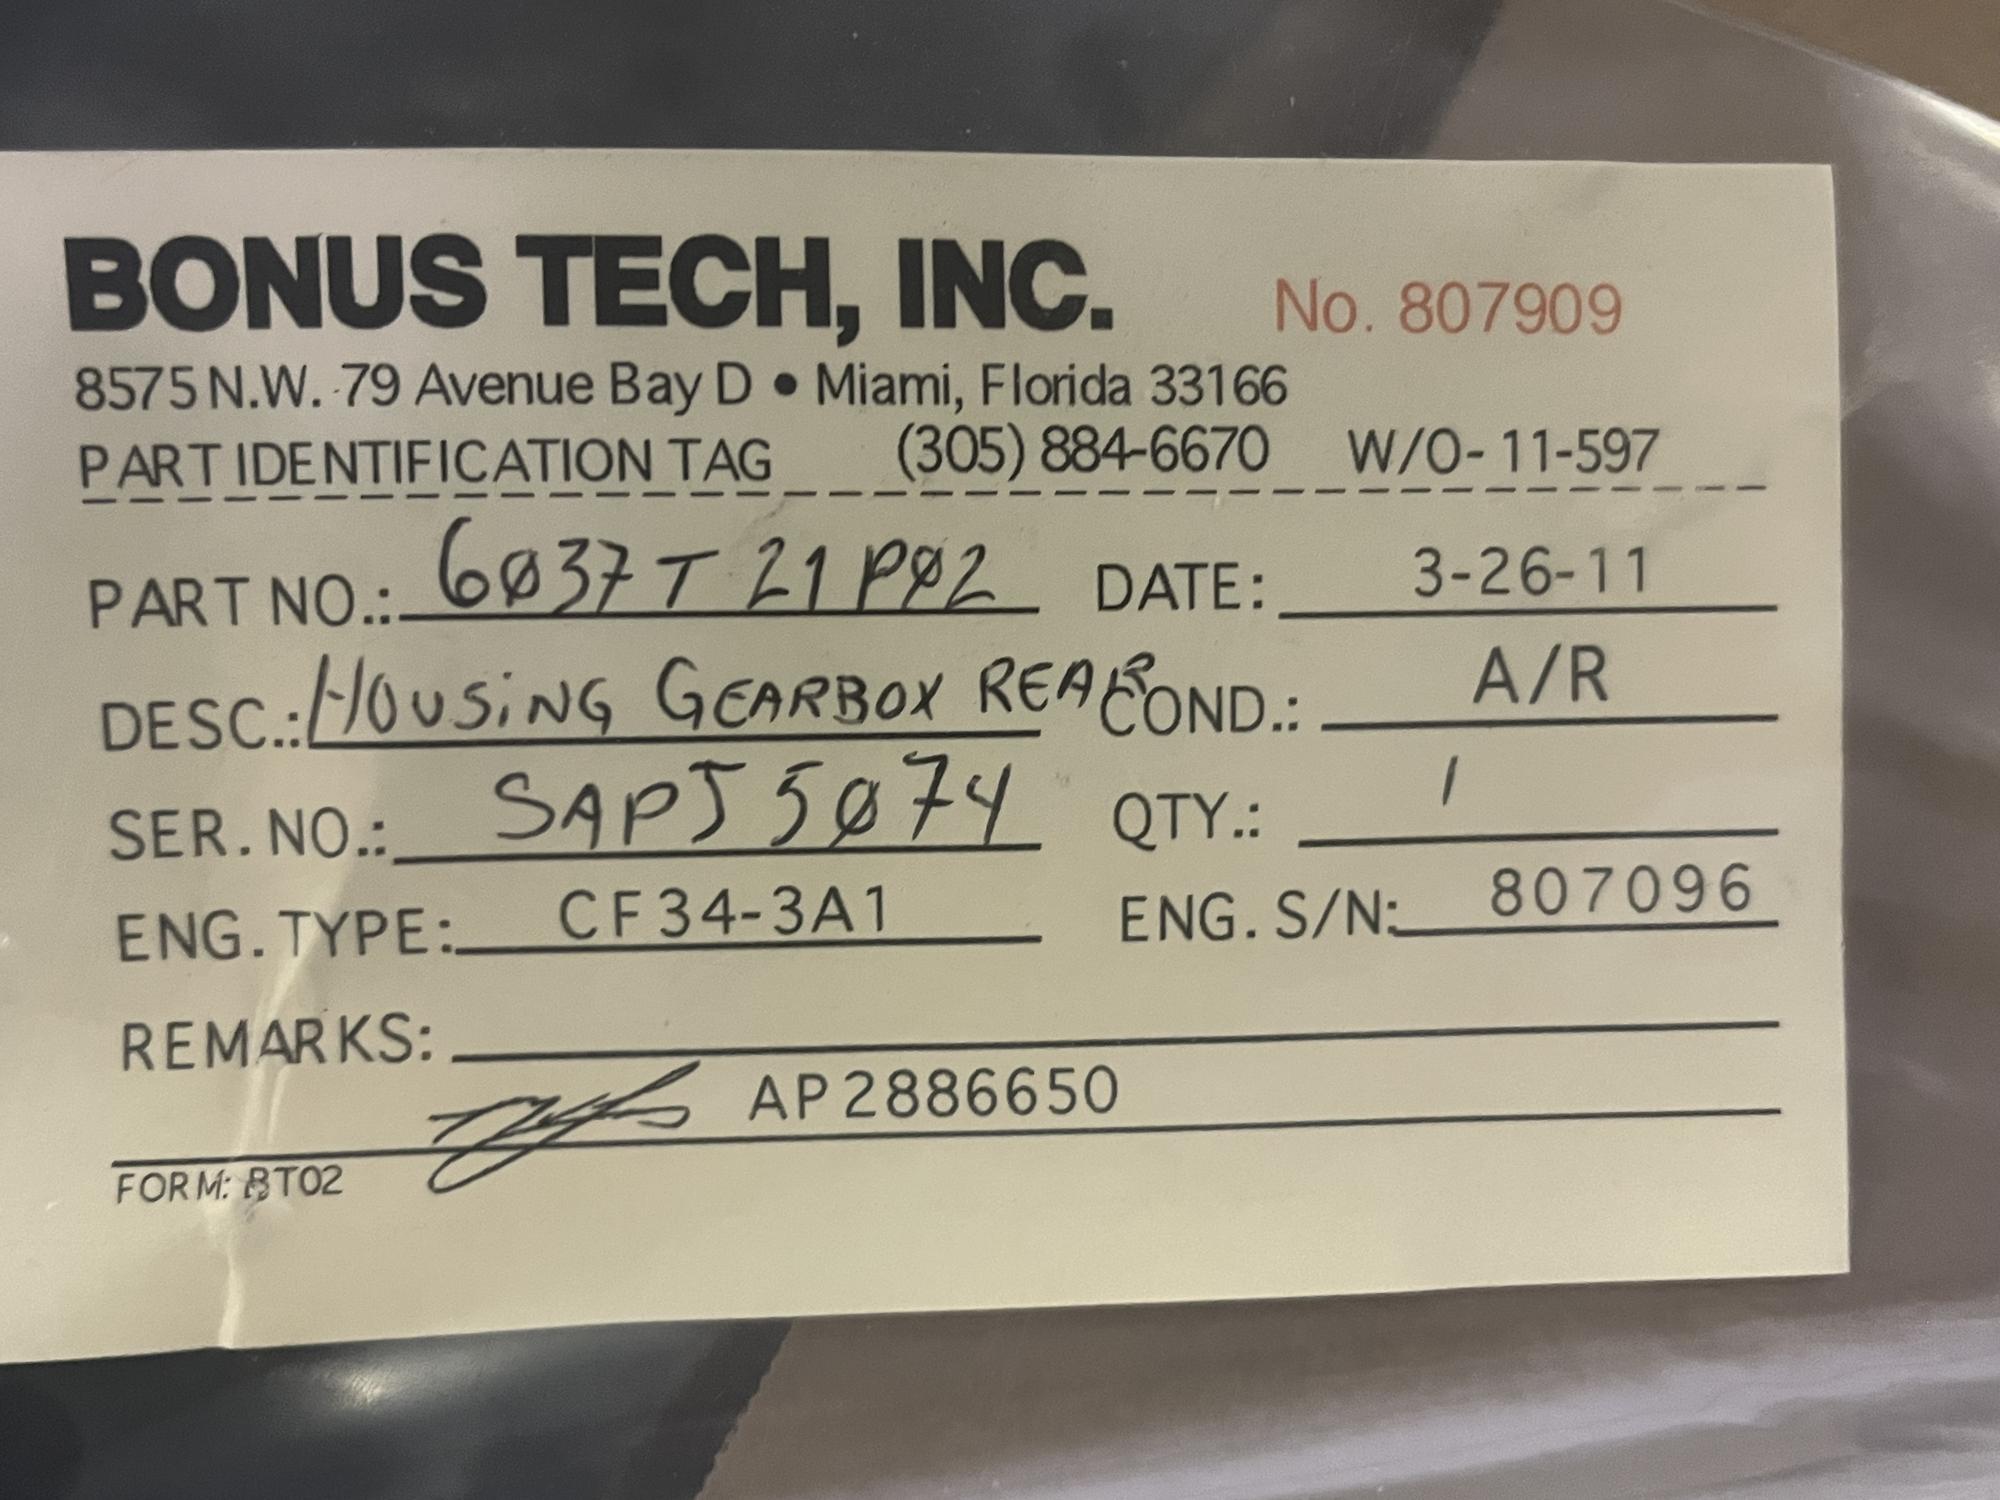 BONUS TECH, INC. No. 807909
8575 N.W. 79 Avenue Bay D • Miami, Florida 33166
PART IDENTIFICATION TAG (305) 884-6670 W/O- 11-597
PART NO.: 6Ø37T21PØ2 DATE: 3-26-11
DESC.: HOUSING GEARBOX REAR COND.: A/R
SER. NO.: SAPJ5Ø74 QTY.: 1
ENG. TYPE: CF34-3A1 ENG. S/N: 807096
REMARKS:
AP2886650
FORM: BT02